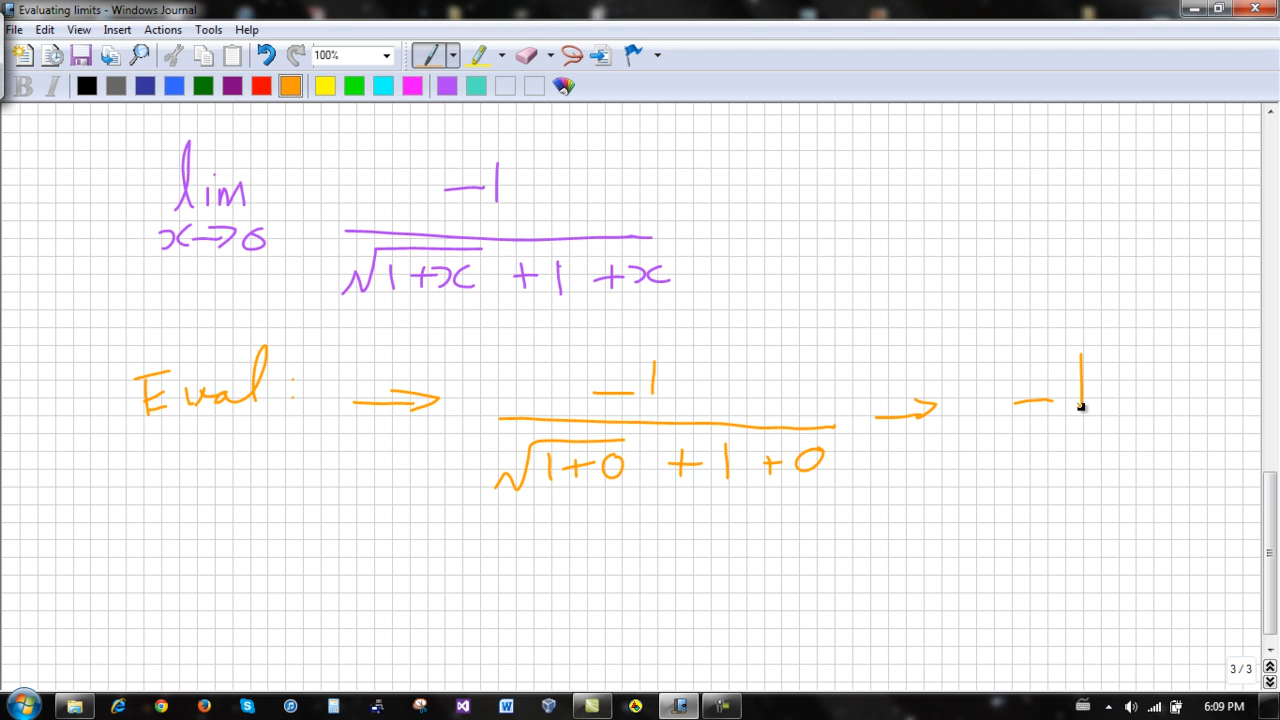 Evaluating limits - Windows Journal
File Edit View Insert Actions Tools Help
100%
B I
lim -1
x→0 √1+x + 1 + x
Eval: ⇒ -1 → -1
√1+0 + 1 + 0
3 / 3
6:09 PM